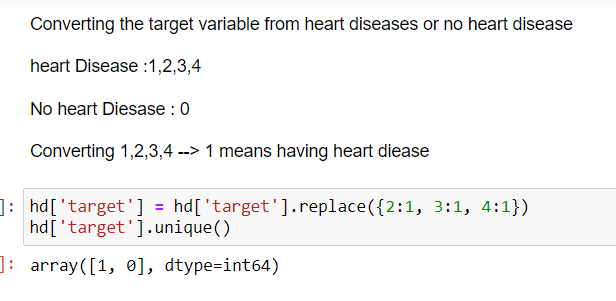 Converting the target variable from heart diseases or no heart disease
heart Disease :1,2,3,4
No heart Diesase : 0
Converting 1,2,3,4 --> 1 means having heart diease
]: hd['target'] = hd['target'].replace({2:1, 3:1, 4:1})
hd['target'].unique()
]: array([1, 0], dtype=int64)